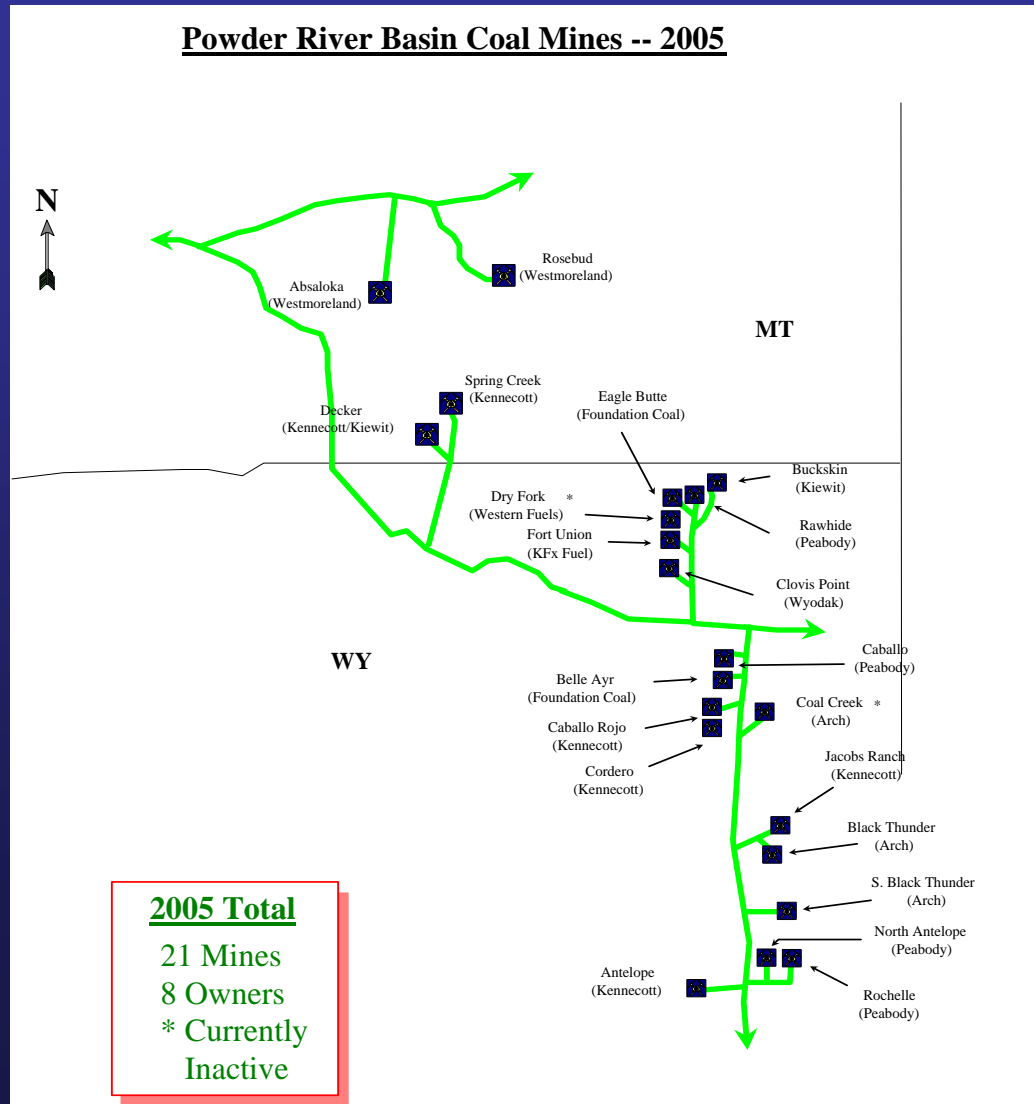 Powder River Basin Coal Mines -- 2005
N
Rosebud
(Westmoreland)
Absaloka
(Westmoreland)
MT
Spring Creek
(Kennecott)
Decker
(Kennecott/Kiewit)
Eagle Butte
(Foundation Coal)
Buckskin
(Kiewit)
Dry Fork *
(Western Fuels)
Rawhide
(Peabody)
Fort Union
(KFx Fuel)
Clovis Point
(Wyodak)
WY
Caballo
(Peabody)
Belle Ayr
(Foundation Coal)
Coal Creek *
(Arch)
Caballo Rojo
(Kennecott)
Cordero
(Kennecott)
Jacobs Ranch
(Kennecott)
Black Thunder
(Arch)
S. Black Thunder
(Arch)
North Antelope
(Peabody)
Antelope
(Kennecott)
Rochelle
(Peabody)
2005 Total
21 Mines
8 Owners
* Currently
Inactive